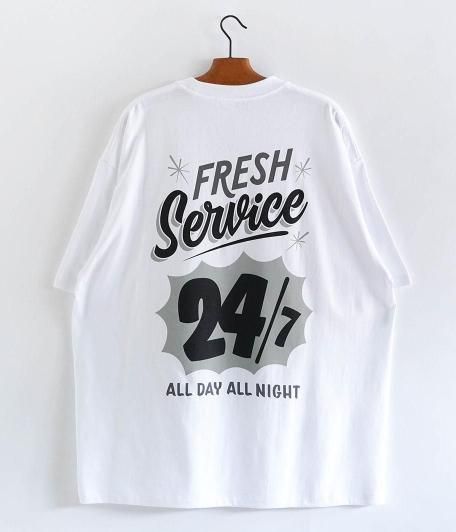 FRESH
Service
24/7
ALL DAY ALL NIGHT